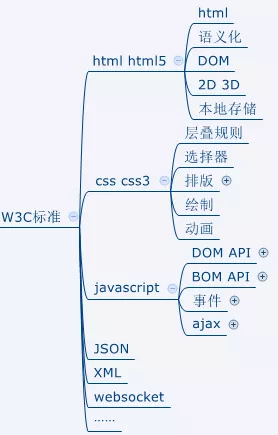 W3C标准
html html5
html
语义化
DOM
2D 3D
本地存储
css css3
层叠规则
选择器
排版
绘制
动画
javascript
DOM API
BOM API
事件
ajax
JSON
XML
websocket
......